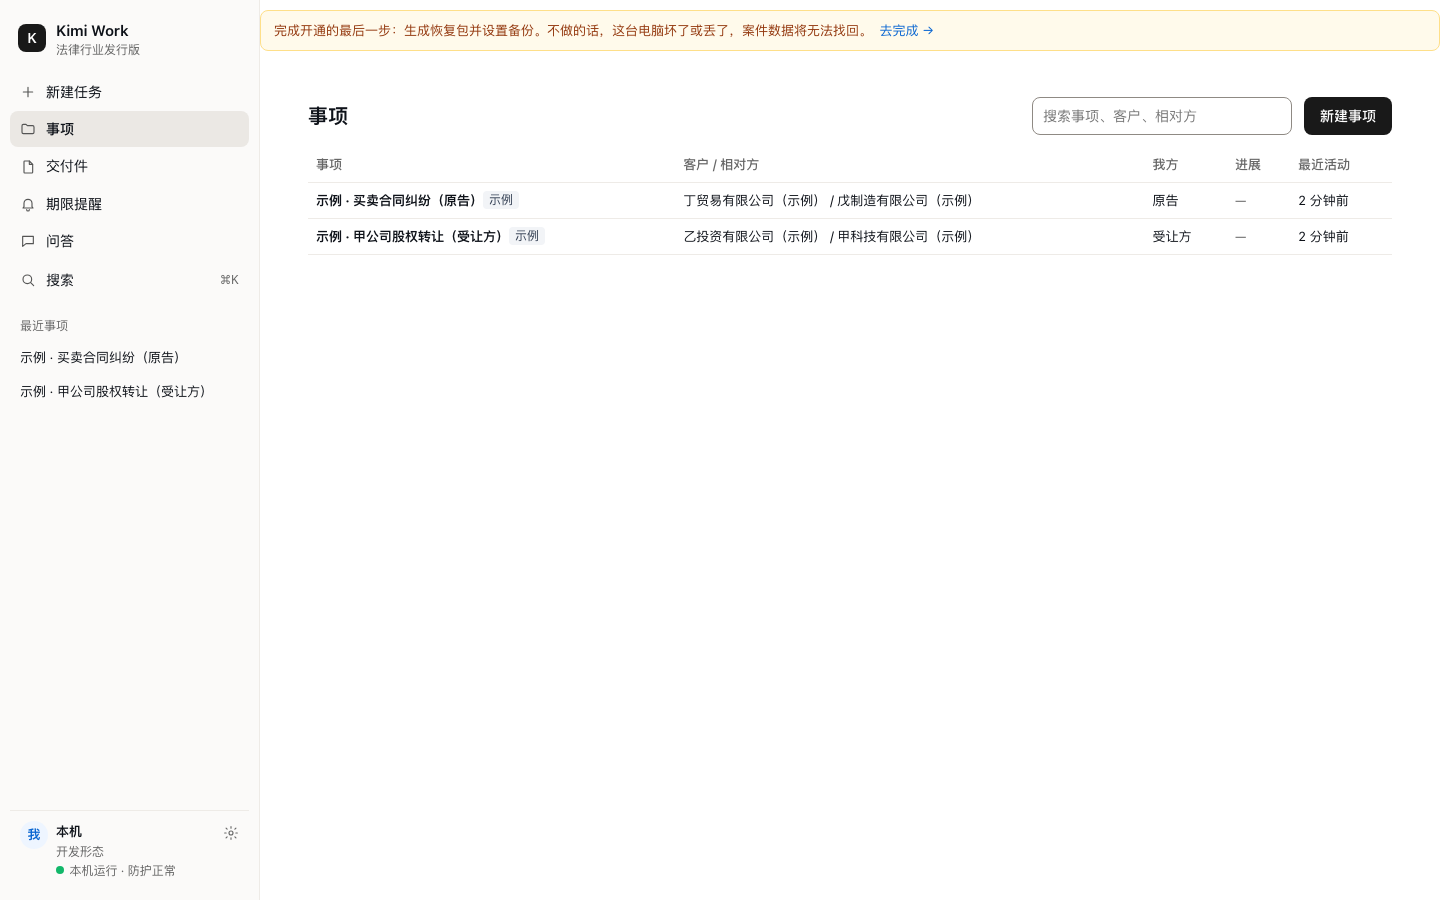 K
Kimi Work
法律行业发行版
新建任务
事项
交付件
期限提醒
问答
搜索 ⌘K
最近事项
示例 · 买卖合同纠纷（原告）
示例 · 甲公司股权转让（受让方）
我
本机
开发形态
本机运行 · 防护正常
完成开通的最后一步：生成恢复包并设置备份。不做的话，这台电脑坏了或丢了，案件数据将无法找回。 去完成 →
事项
搜索事项、客户、相对方
新建事项
事项 客户 / 相对方 我方 进展 最近活动
示例 · 买卖合同纠纷（原告） 示例 丁贸易有限公司（示例） / 戊制造有限公司（示例） 原告 — 2 分钟前
示例 · 甲公司股权转让（受让方） 示例 乙投资有限公司（示例） / 甲科技有限公司（示例） 受让方 — 2 分钟前